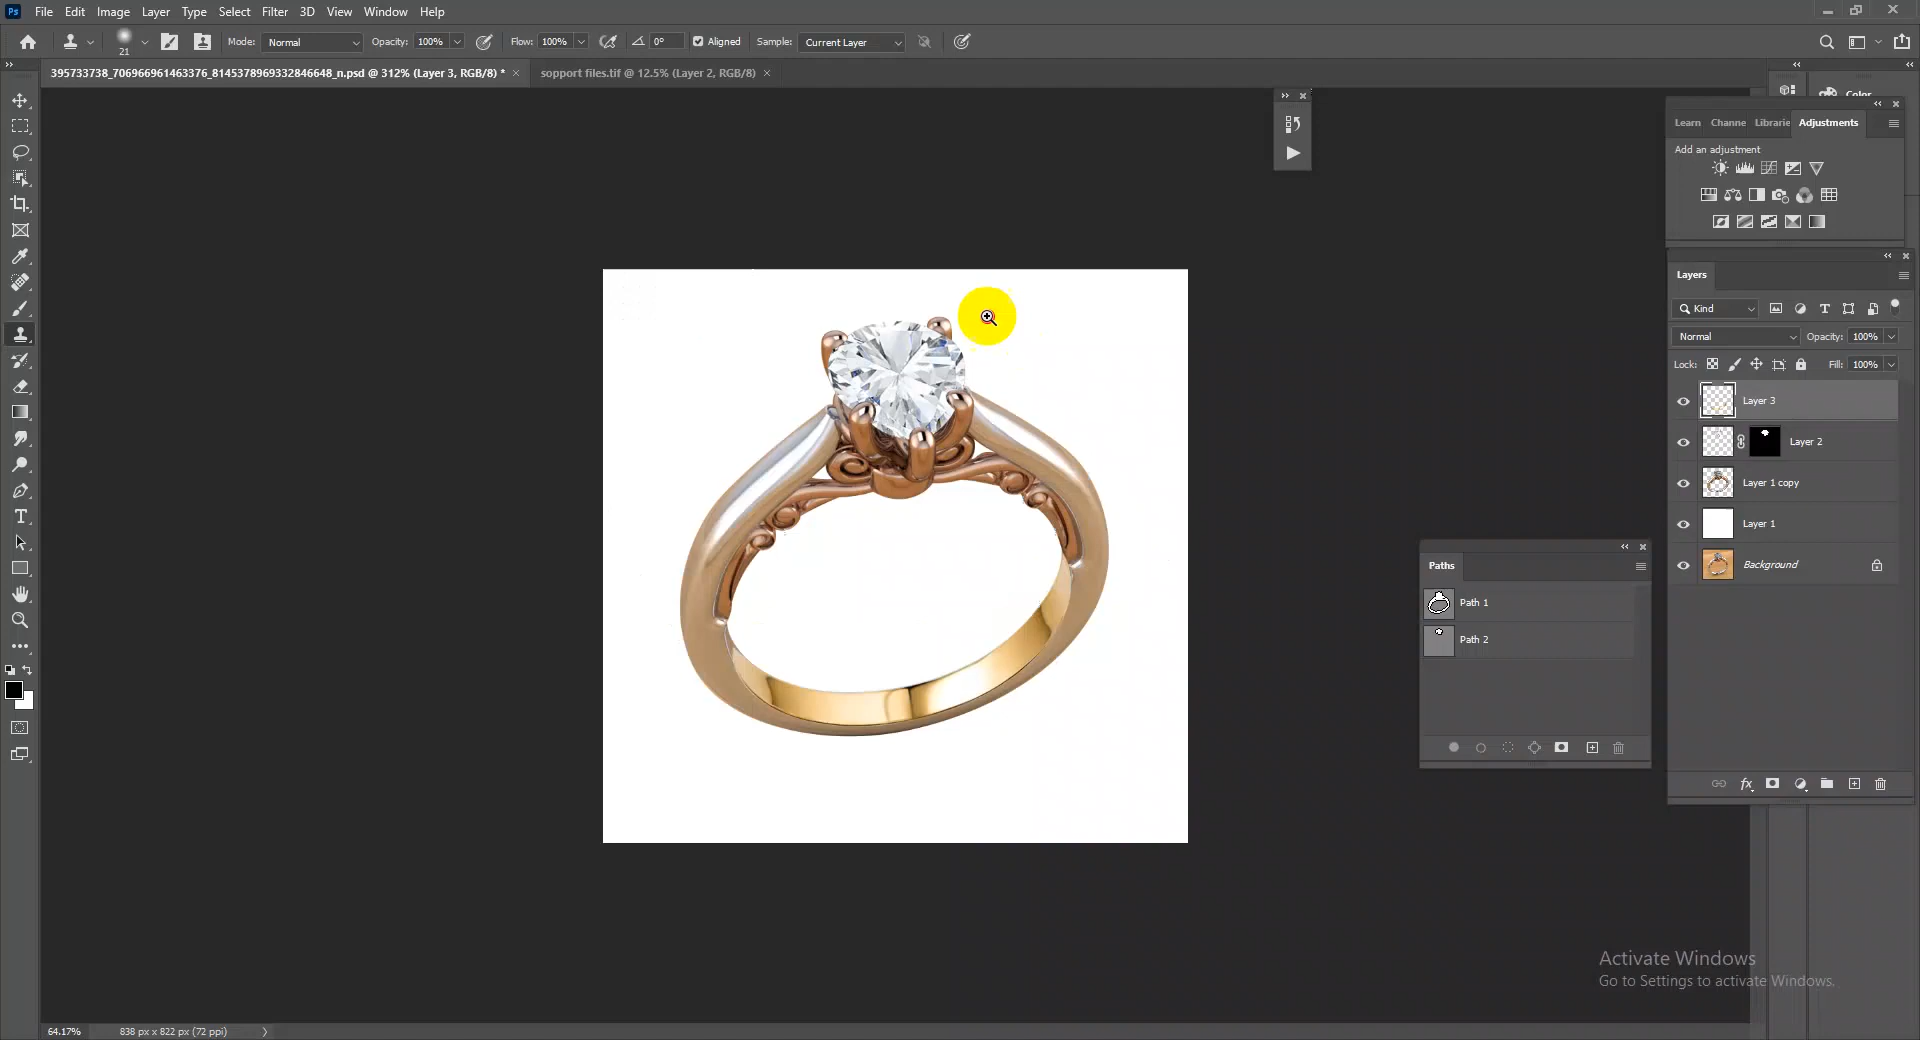 Ps File Edit Image Layer Type Select Filter 3D View Window Help
21 Mode: Normal Opacity: 100% Flow: 100% 0° Aligned Sample: Current Layer
395733738_706966961463376_8145378969332846648_n.psd @ 312% (Layer 3, RGB/8) * × sopport files.tif @ 12.5% (Layer 2, RGB/8) ×
Color
Learn Channe Librarie Adjustments
Add an adjustment
Layers
Kind
Normal Opacity: 100%
Lock: Fill: 100%
Layer 3
Layer 2
Layer 1 copy
Layer 1
Background
Paths
Path 1
Path 2
Activate Windows
Go to Settings to activate Windows.
64.17% 838 px x 822 px (72 ppi)